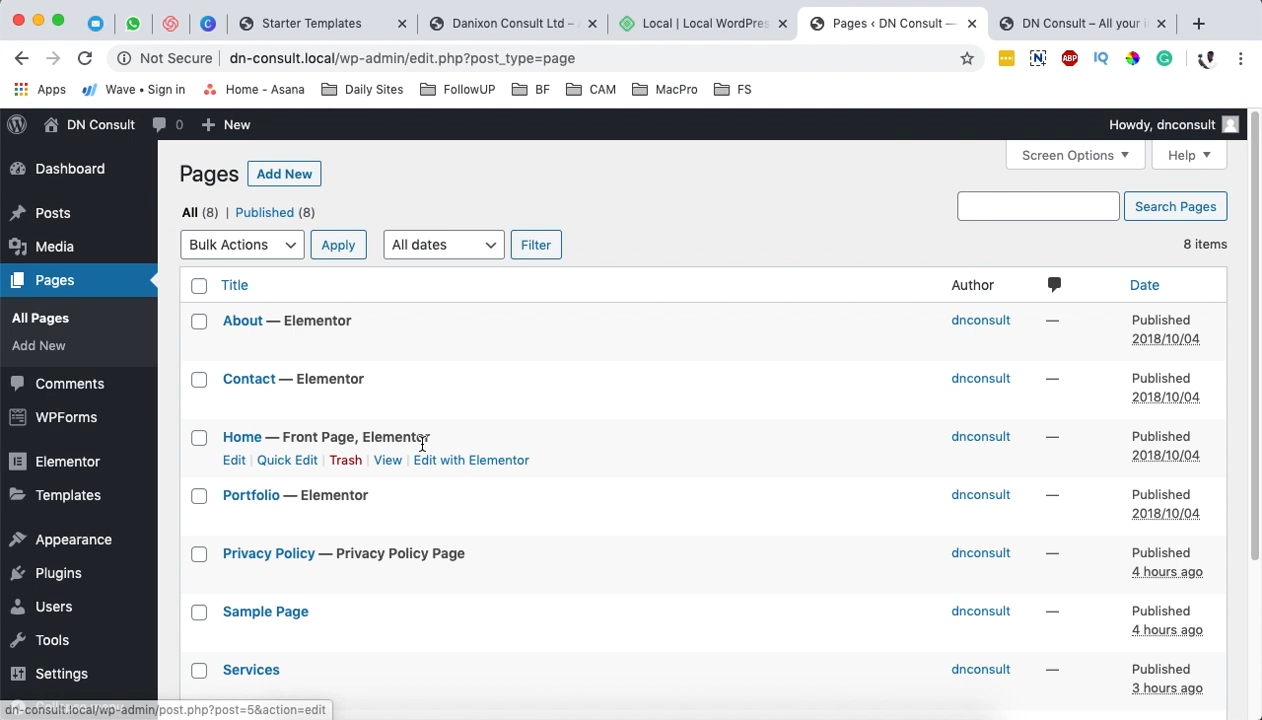 Starter Templates
Danixon Consult Ltd –
Local | Local WordPres
Pages ‹ DN Consult —
DN Consult – All your i
Not Secure | dn-consult.local/wp-admin/edit.php?post_type=page
ABP
IQ
Apps
Wave • Sign in
Home - Asana
Daily Sites
FollowUP
BF
CAM
MacPro
FS
DN Consult
0
New
Howdy, dnconsult
Dashboard
Posts
Media
Pages
All Pages
Add New
Comments
WPForms
Elementor
Templates
Appearance
Plugins
Users
Tools
Settings
Screen Options
Help
Pages Add New
All (8) | Published (8)
Search Pages
Bulk Actions Apply All dates Filter
8 items
Title Author Date
About — Elementor dnconsult — Published
2018/10/04
Contact — Elementor dnconsult — Published
2018/10/04
Home — Front Page, Elementor dnconsult — Published
Edit | Quick Edit | Trash | View | Edit with Elementor 2018/10/04
Portfolio — Elementor dnconsult — Published
2018/10/04
Privacy Policy — Privacy Policy Page dnconsult — Published
4 hours ago
Sample Page dnconsult — Published
4 hours ago
Services dnconsult — Published
3 hours ago
dn-consult.local/wp-admin/post.php?post=5&action=edit